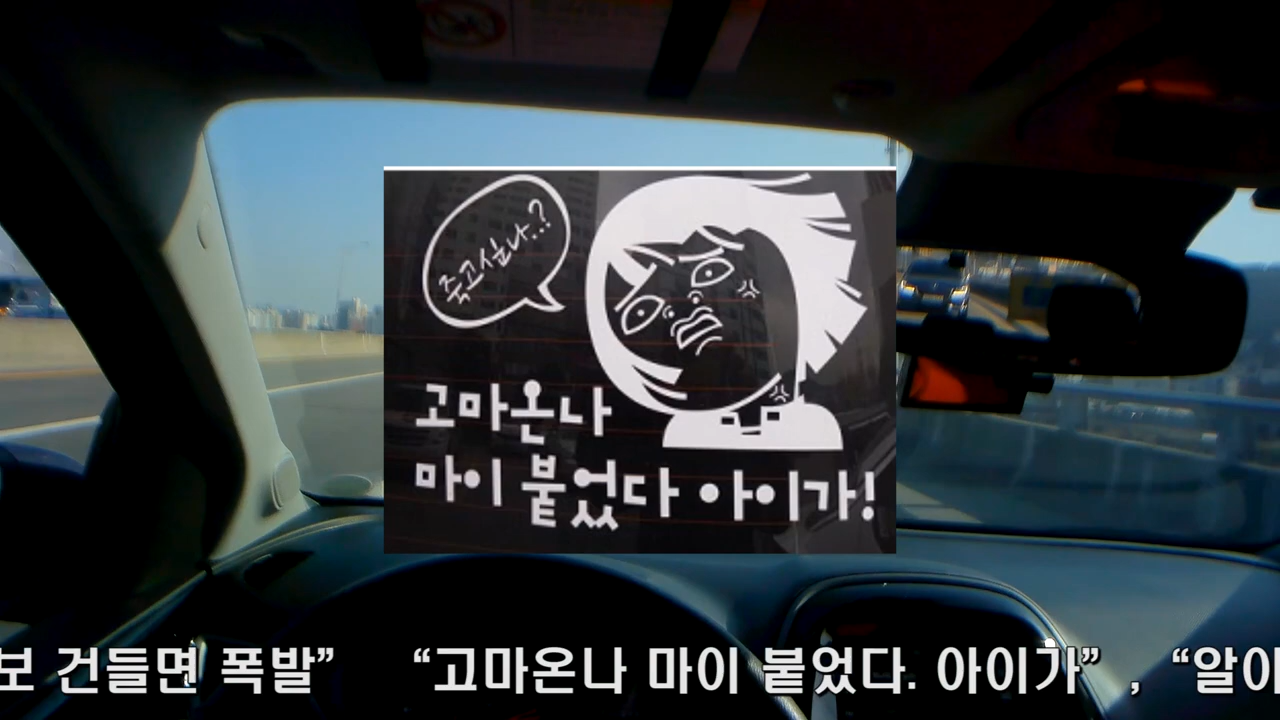 죽고싶나..?
고마온나
마이 붙었다 아이가!
보 건들면 폭발” “고마온나 마이 붙었다. 아이가” , “알이